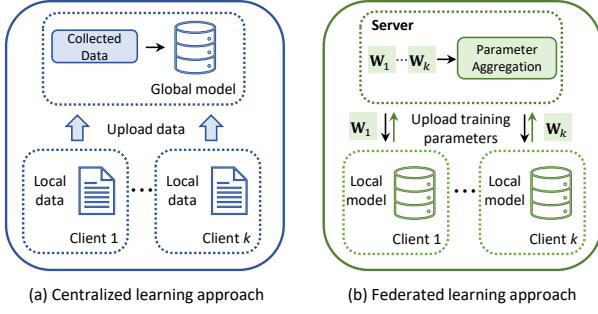 Collected
Data
Global model
Upload data
Local
data
Client 1
...
Local
data
Client k
(a) Centralized learning approach
Server
W1 ... Wk
Parameter
Aggregation
W1
Upload training
parameters
Wk
Local
model
Client 1
...
Local
model
Client k
(b) Federated learning approach